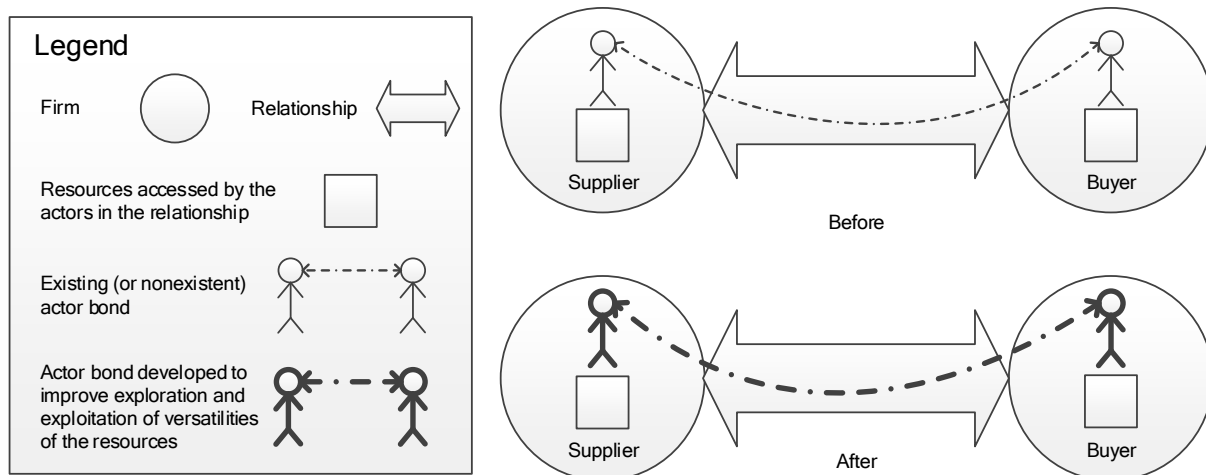 Legend
Firm
Relationship
Resources accessed by the
actors in the relationship
Existing (or nonexistent)
actor bond
Actor bond developed to
improve exploration and
exploitation of versatilities
of the resources
Supplier
Buyer
Before
Supplier
Buyer
After